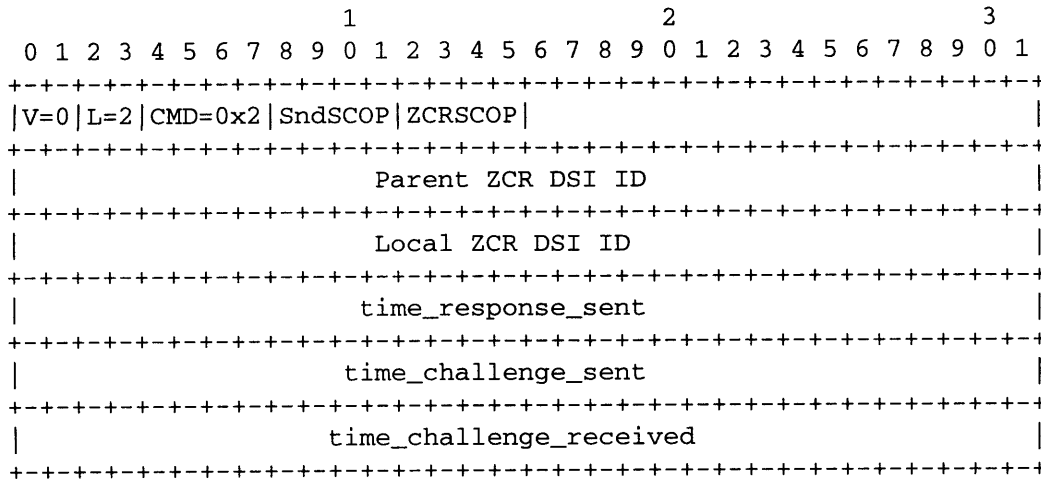 1                   2                   3
 0 1 2 3 4 5 6 7 8 9 0 1 2 3 4 5 6 7 8 9 0 1 2 3 4 5 6 7 8 9 0 1
+-+-+-+-+-+-+-+-+-+-+-+-+-+-+-+-+-+-+-+-+-+-+-+-+-+-+-+-+-+-+-+-+
|V=0|L=2|CMD=0x2|SndSCOP|ZCRSCOP|                               |
+-+-+-+-+-+-+-+-+-+-+-+-+-+-+-+-+-+-+-+-+-+-+-+-+-+-+-+-+-+-+-+-+
|                      Parent ZCR DSI ID                        |
+-+-+-+-+-+-+-+-+-+-+-+-+-+-+-+-+-+-+-+-+-+-+-+-+-+-+-+-+-+-+-+-+
|                      Local ZCR DSI ID                         |
+-+-+-+-+-+-+-+-+-+-+-+-+-+-+-+-+-+-+-+-+-+-+-+-+-+-+-+-+-+-+-+-+
|                     time_response_sent                        |
+-+-+-+-+-+-+-+-+-+-+-+-+-+-+-+-+-+-+-+-+-+-+-+-+-+-+-+-+-+-+-+-+
|                    time_challenge_sent                        |
+-+-+-+-+-+-+-+-+-+-+-+-+-+-+-+-+-+-+-+-+-+-+-+-+-+-+-+-+-+-+-+-+
|                   time_challenge_received                     |
+-+-+-+-+-+-+-+-+-+-+-+-+-+-+-+-+-+-+-+-+-+-+-+-+-+-+-+-+-+-+-+-+